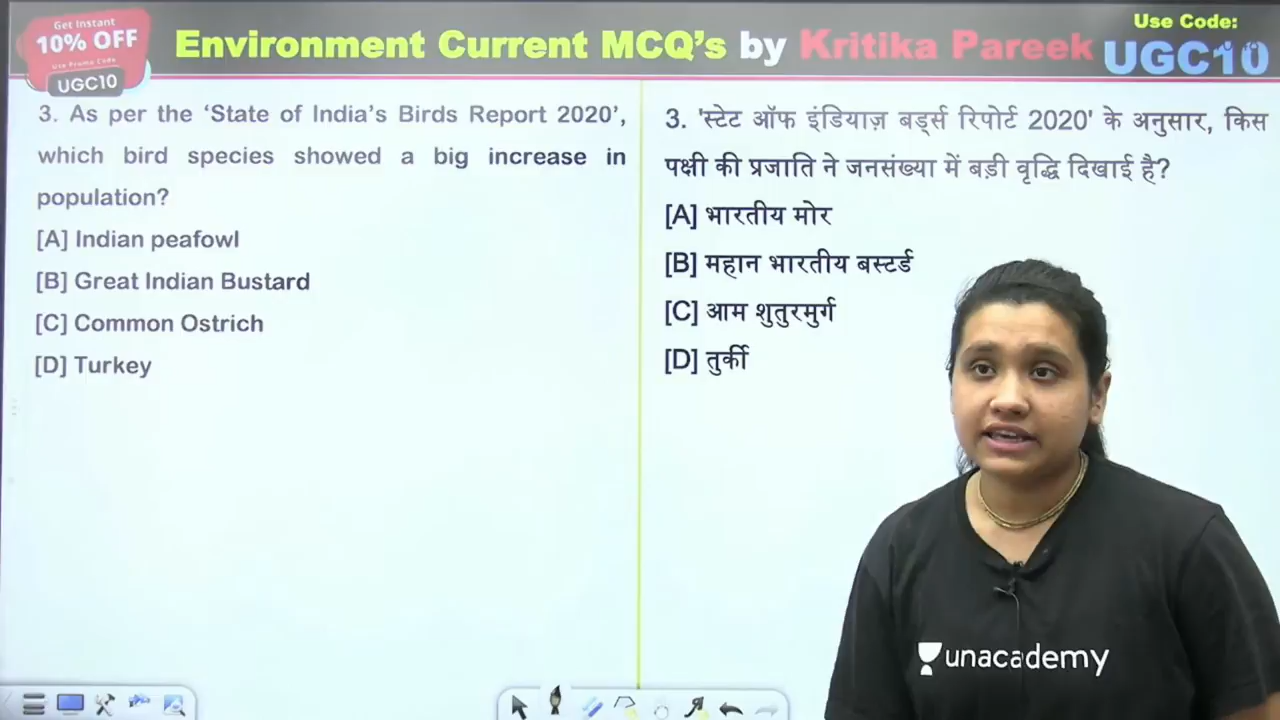 Get Instant
10% OFF
Use Promo Code
UGC10
Environment Current MCQ's by Kritika Pareek
Use Code:
UGC10
3. As per the ‘State of India’s Birds Report 2020’,
which bird species showed a big increase in
population?
[A] Indian peafowl
[B] Great Indian Bustard
[C] Common Ostrich
[D] Turkey
3. 'स्टेट ऑफ इंडियाज़ बर्ड्स रिपोर्ट 2020' के अनुसार, किस
पक्षी की प्रजाति ने जनसंख्या में बड़ी वृद्धि दिखाई है?
[A] भारतीय मोर
[B] महान भारतीय बस्टर्ड
[C] आम शुतुरमुर्ग
[D] तुर्की
unacademy